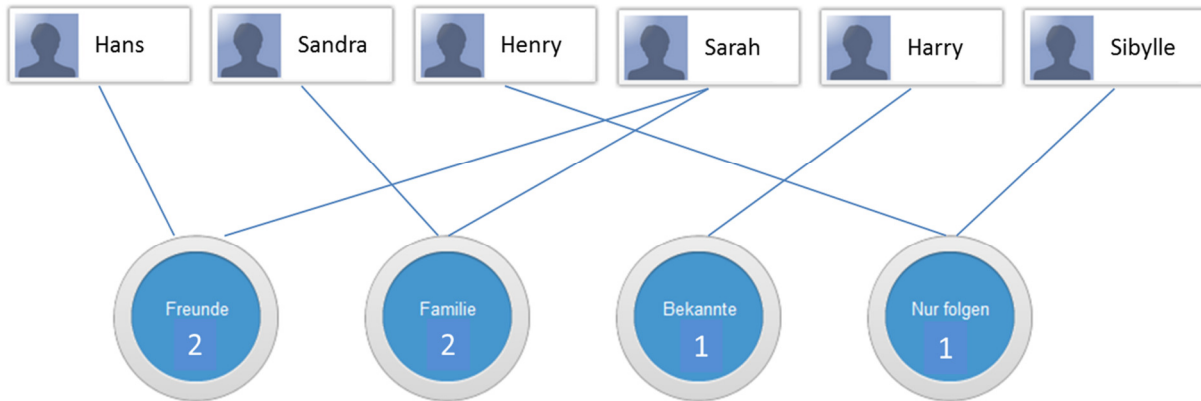 Hans
Sandra
Henry
Sarah
Harry
Sibylle
Freunde
2
Familie
2
Bekannte
1
Nur folgen
1